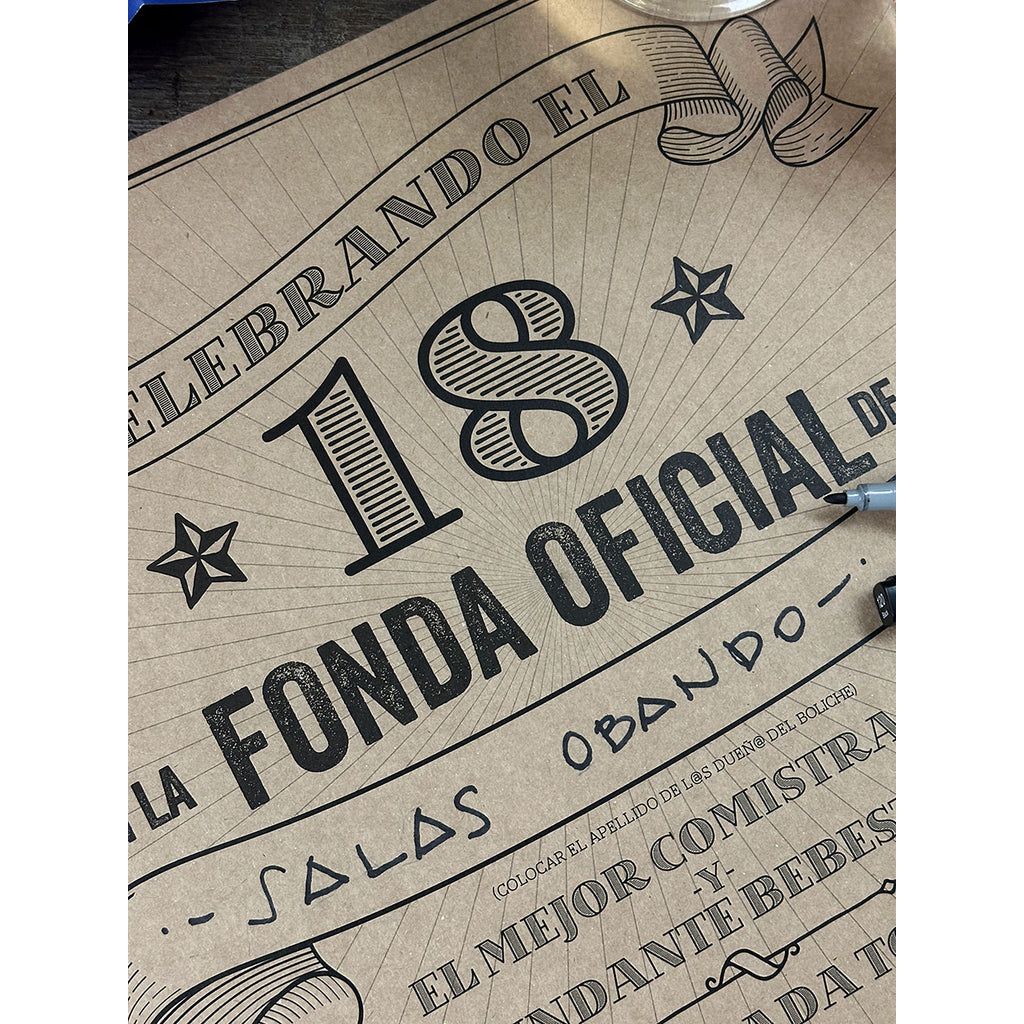 ELEBRANDO EL
18
LA FONDA OFICIAL DE
- SALAS OBANDO -
(COLOCAR EL APELLIDO DE L@S DUEÑ@ DEL BOLICHE)
EL MEJOR COMISTRA
-Y-
NDANTE BEBEST
ADA TO